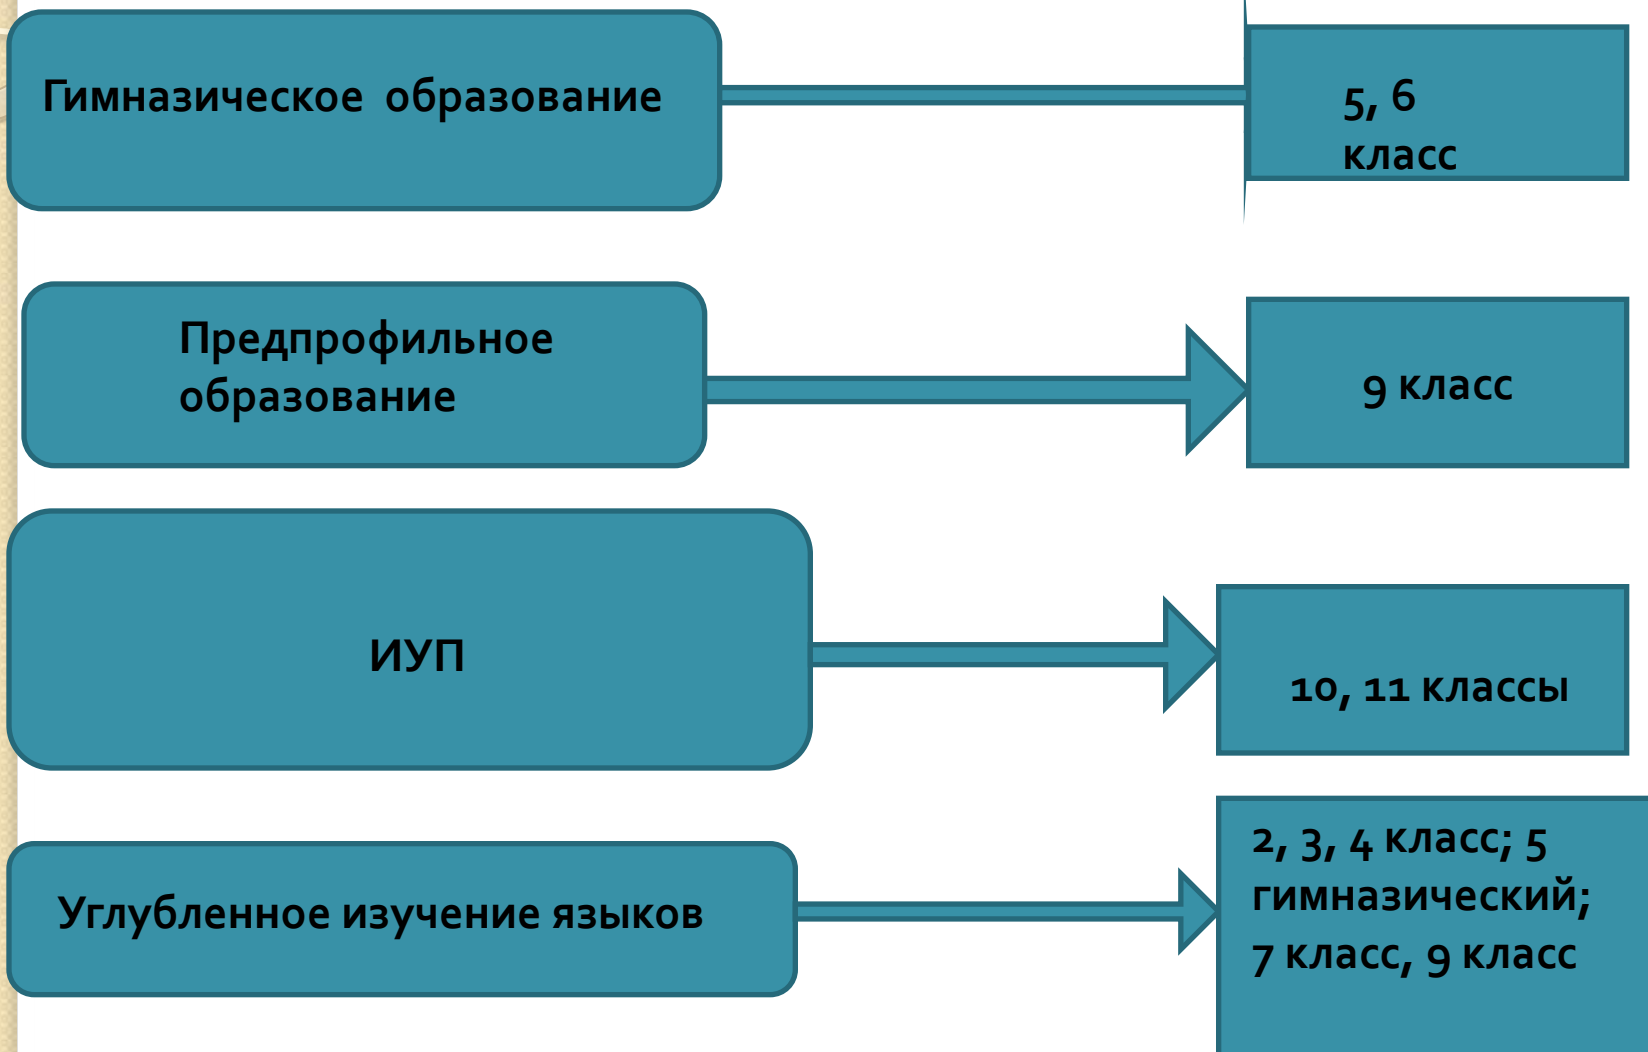 Гимназическое образование
5, 6
класс
Предпрофильное
образование
9 класс
ИУП
10, 11 классы
Углубленное изучение языков
2, 3, 4 класс; 5
гимназический;
7 класс, 9 класс